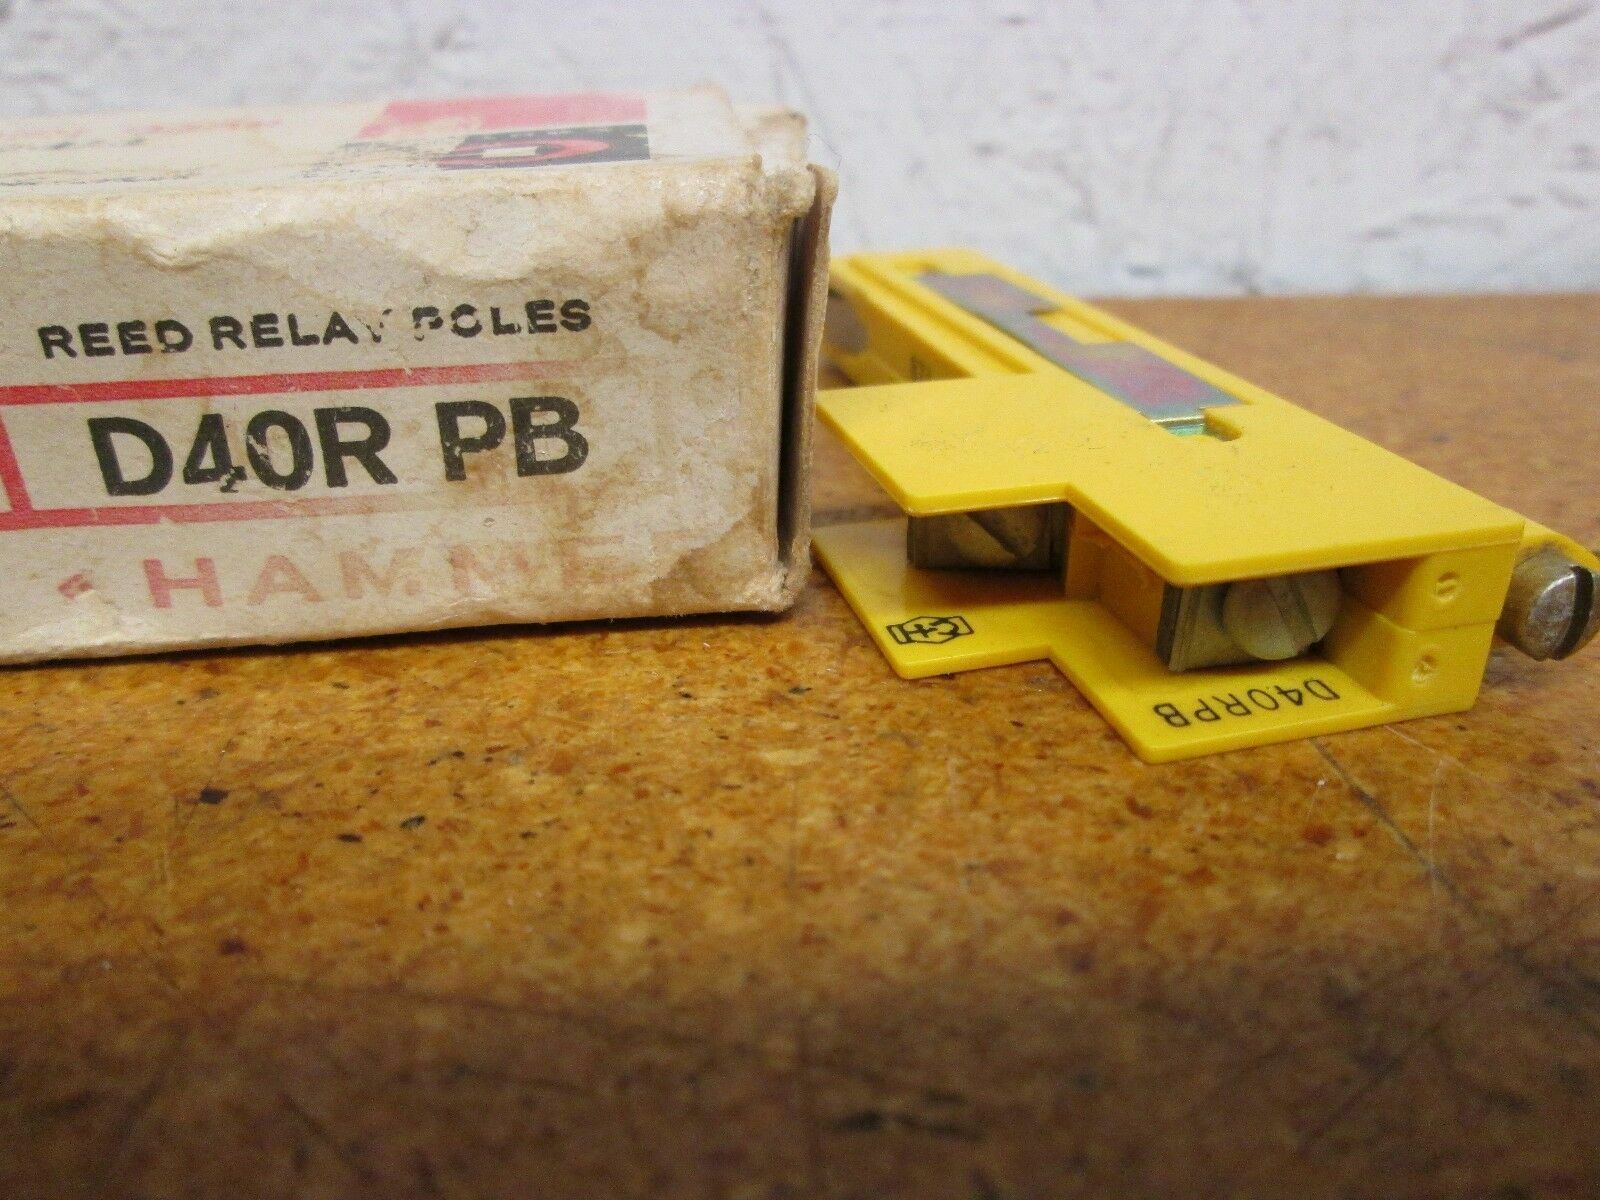 REED RELAY POLES
D40R PB
HAMME
D40RPB